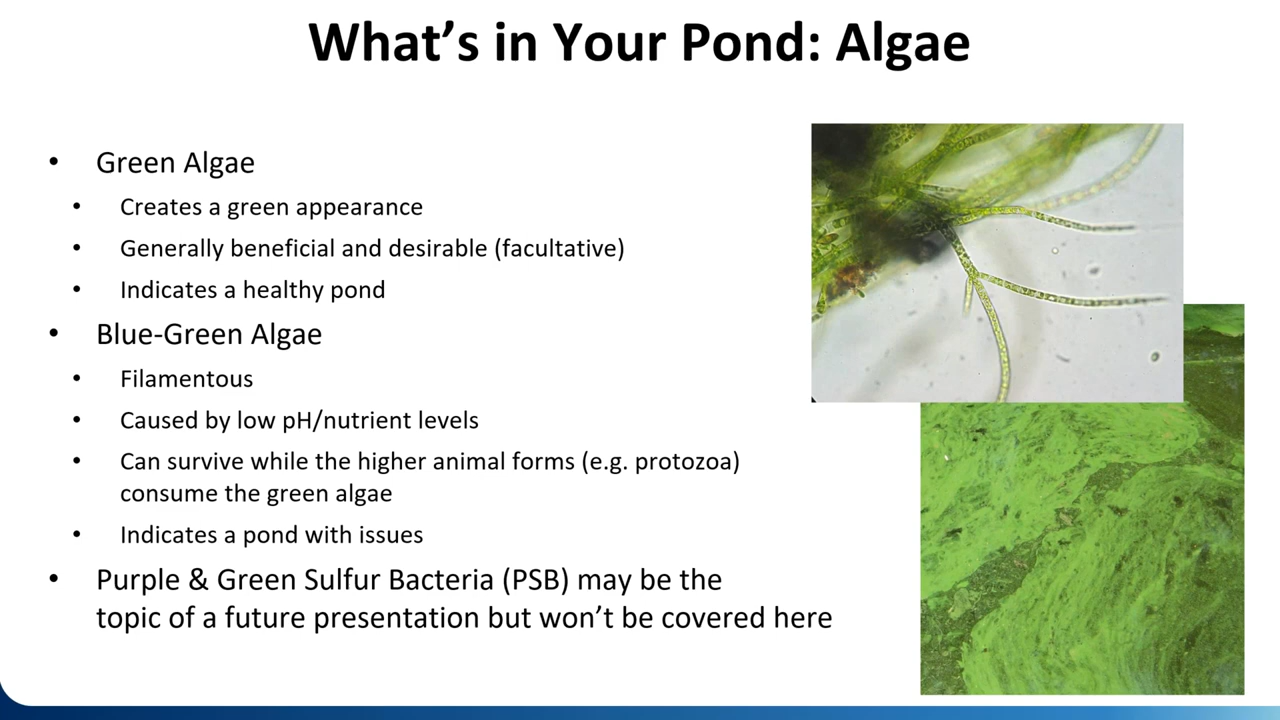 What’s in Your Pond: Algae
• Green Algae
• Creates a green appearance
• Generally beneficial and desirable (facultative)
• Indicates a healthy pond
• Blue-Green Algae
• Filamentous
• Caused by low pH/nutrient levels
• Can survive while the higher animal forms (e.g. protozoa)
consume the green algae
• Indicates a pond with issues
• Purple & Green Sulfur Bacteria (PSB) may be the
topic of a future presentation but won’t be covered here